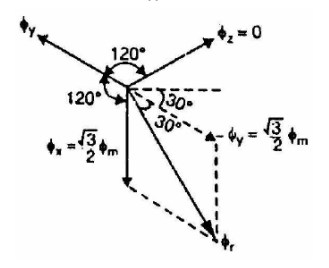 ϕy
120°
ϕz = 0
120°
30°
30°
ϕx = √3/2 ϕm
-ϕy = √3/2 ϕm
ϕr